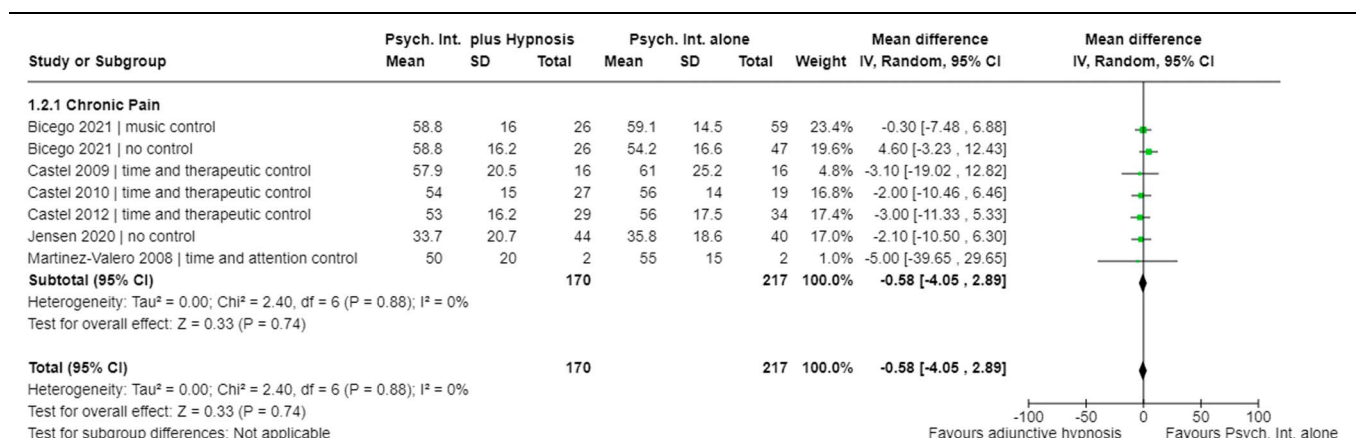 Psych. Int. plus Hypnosis Psych. Int. alone Mean difference Mean difference
Study or Subgroup Mean SD Total Mean SD Total Weight IV, Random, 95% CI IV, Random, 95% CI
1.2.1 Chronic Pain
Bicego 2021 | music control 58.8 16 26 59.1 14.5 59 23.4% -0.30 [-7.48 , 6.88]
Bicego 2021 | no control 58.8 16.2 26 54.2 16.6 47 19.6% 4.60 [-3.23 , 12.43]
Castel 2009 | time and therapeutic control 57.9 20.5 16 61 25.2 16 4.8% -3.10 [-19.02 , 12.82]
Castel 2010 | time and therapeutic control 54 15 27 56 14 19 16.8% -2.00 [-10.46 , 6.46]
Castel 2012 | time and therapeutic control 53 16.2 29 56 17.5 34 17.4% -3.00 [-11.33 , 5.33]
Jensen 2020 | no control 33.7 20.7 44 35.8 18.6 40 17.0% -2.10 [-10.50 , 6.30]
Martinez-Valero 2008 | time and attention control 50 20 2 55 15 2 1.0% -5.00 [-39.65 , 29.65]
Subtotal (95% CI) 170 217 100.0% -0.58 [-4.05 , 2.89]
Heterogeneity: Tau² = 0.00; Chi² = 2.40, df = 6 (P = 0.88); I² = 0%
Test for overall effect: Z = 0.33 (P = 0.74)
Total (95% CI) 170 217 100.0% -0.58 [-4.05 , 2.89]
Heterogeneity: Tau² = 0.00; Chi² = 2.40, df = 6 (P = 0.88); I² = 0%
Test for overall effect: Z = 0.33 (P = 0.74) -100 -50 0 50 100
Test for subgroup differences: Not applicable Favours adjunctive hypnosis Favours Psych. Int. alone